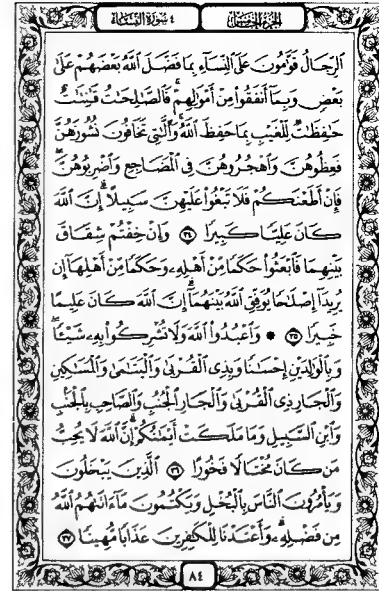 الجزء الخامس
٤ سورة النساء
ٱلرِّجَالُ قَوَّٰمُونَ عَلَى ٱلنِّسَآءِ بِمَا فَضَّلَ ٱللَّهُ بَعْضَهُمْ عَلَىٰ
بَعْضٍ وَبِمَآ أَنفَقُوا۟ مِنْ أَمْوَٰلِهِمْ ۚ فَٱلصَّٰلِحَٰتُ قَٰنِتَٰتٌ
حَٰفِظَٰتٌ لِّلْغَيْبِ بِمَا حَفِظَ ٱللَّهُ ۚ وَٱلَّٰتِى تَخَافُونَ نُشُوزَهُنَّ
فَعِظُوهُنَّ وَٱهْجُرُوهُنَّ فِى ٱلْمَضَاجِعِ وَٱضْرِبُوهُنَّ ۖ
فَإِنْ أَطَعْنَكُمْ فَلَا تَبْغُوا۟ عَلَيْهِنَّ سَبِيلًا ۗ إِنَّ ٱللَّهَ
كَانَ عَلِيًّا كَبِيرًا ٣٤ وَإِنْ خِفْتُمْ شِقَاقَ
بَيْنِهِمَا فَٱبْعَثُوا۟ حَكَمًا مِّنْ أَهْلِهِۦ وَحَكَمًا مِّنْ أَهْلِهَآ إِن
يُرِيدَآ إِصْلَٰحًا يُوَفِّقِ ٱللَّهُ بَيْنَهُمَآ ۗ إِنَّ ٱللَّهَ كَانَ عَلِيمًا
خَبِيرًا ٣٥ ۞ وَٱعْبُدُوا۟ ٱللَّهَ وَلَا تُشْرِكُوا۟ بِهِۦ شَيْـًٔا ۖ
وَبِٱلْوَٰلِدَيْنِ إِحْسَٰنًا وَبِذِى ٱلْقُرْبَىٰ وَٱلْيَتَٰمَىٰ وَٱلْمَسَٰكِينِ
وَٱلْجَارِ ذِى ٱلْقُرْبَىٰ وَٱلْجَارِ ٱلْجُنُبِ وَٱلصَّاحِبِ بِٱلْجَنۢبِ
وَٱبْنِ ٱلسَّبِيلِ وَمَا مَلَكَتْ أَيْمَٰنُكُمْ ۗ إِنَّ ٱللَّهَ لَا يُحِبُّ
مَن كَانَ مُخْتَالًا فَخُورًا ٣٦ ٱلَّذِينَ يَبْخَلُونَ
وَيَأْمُرُونَ ٱلنَّاسَ بِٱلْبُخْلِ وَيَكْتُمُونَ مَآ ءَاتَىٰهُمُ ٱللَّهُ
مِن فَضْلِهِۦ ۗ وَأَعْتَدْنَا لِلْكَٰفِرِينَ عَذَابًا مُّهِينًا ٣٧
٨٤